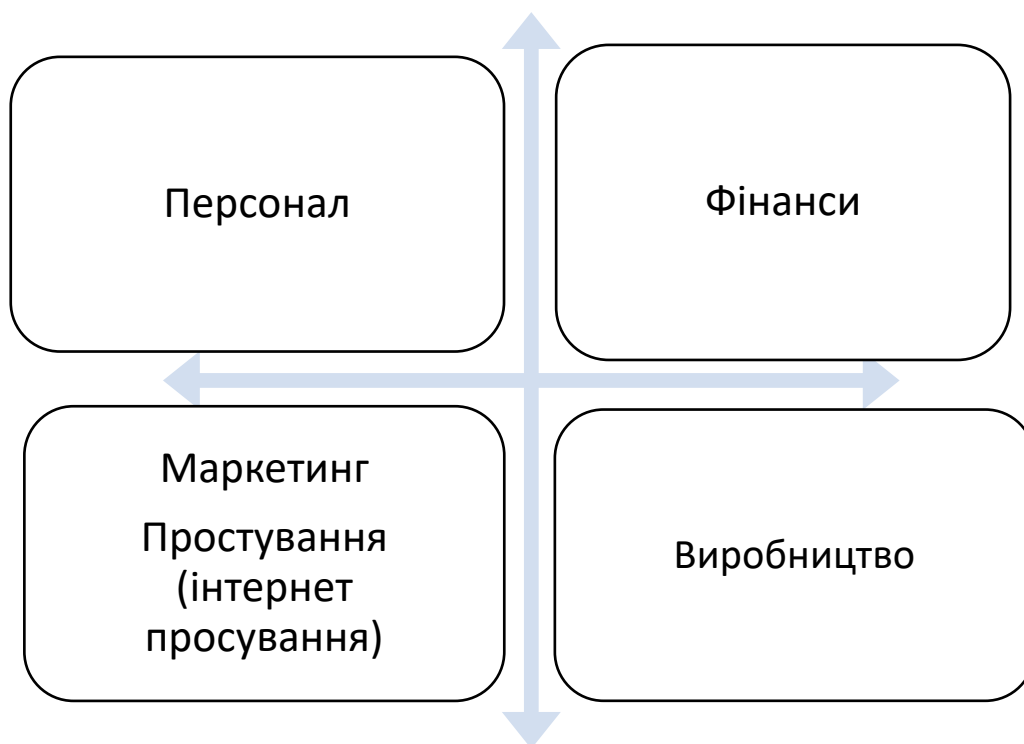 Персонал
Фінанси
Маркетинг
Простування
(інтернет
просування)
Виробництво